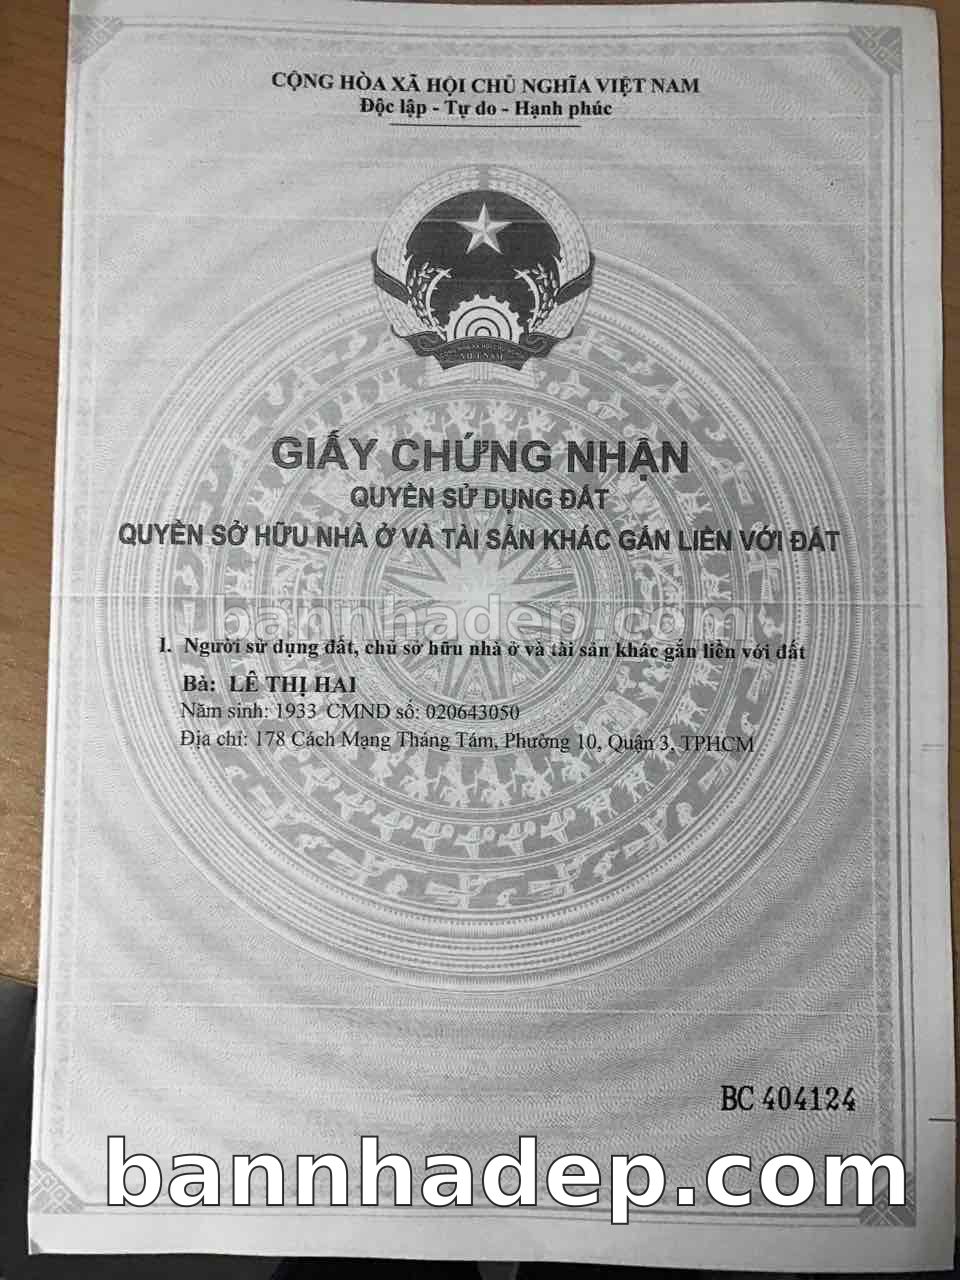 CỘNG HÒA XÃ HỘI CHỦ NGHĨA VIỆT NAM
Độc lập - Tự do - Hạnh phúc
VIỆT NAM
GIẤY CHỨNG NHẬN
QUYỀN SỬ DỤNG ĐẤT
QUYỀN SỞ HỮU NHÀ Ở VÀ TÀI SẢN KHÁC GẮN LIỀN VỚI ĐẤT
bannhadep.com
I. Người sử dụng đất, chủ sở hữu nhà ở và tài sản khác gắn liền với đất
Bà: LÊ THỊ HAI
Năm sinh: 1933 CMND số: 020643050
Địa chỉ: 178 Cách Mạng Tháng Tám, Phường 10, Quận 3, TPHCM
BC 404124
bannhadep.com